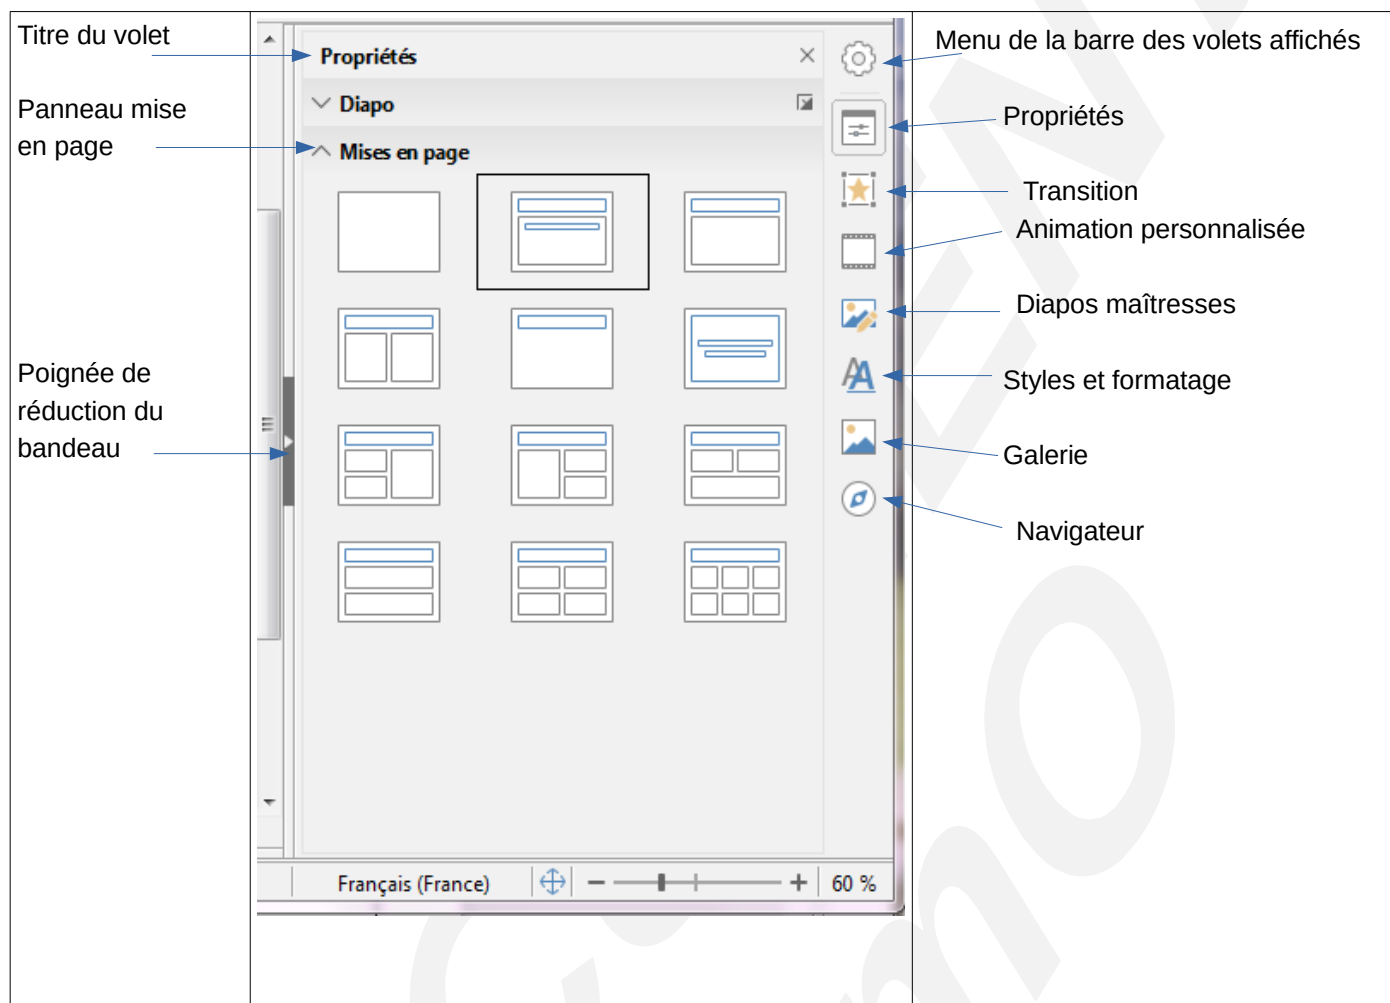 Titre du volet
Panneau mise
en page
Poignée de
réduction du
bandeau
Propriétés
Diapo
Mises en page
Français (France)
60 %
Menu de la barre des volets affichés
Propriétés
Transition
Animation personnalisée
Diapos maîtresses
Styles et formatage
Galerie
Navigateur